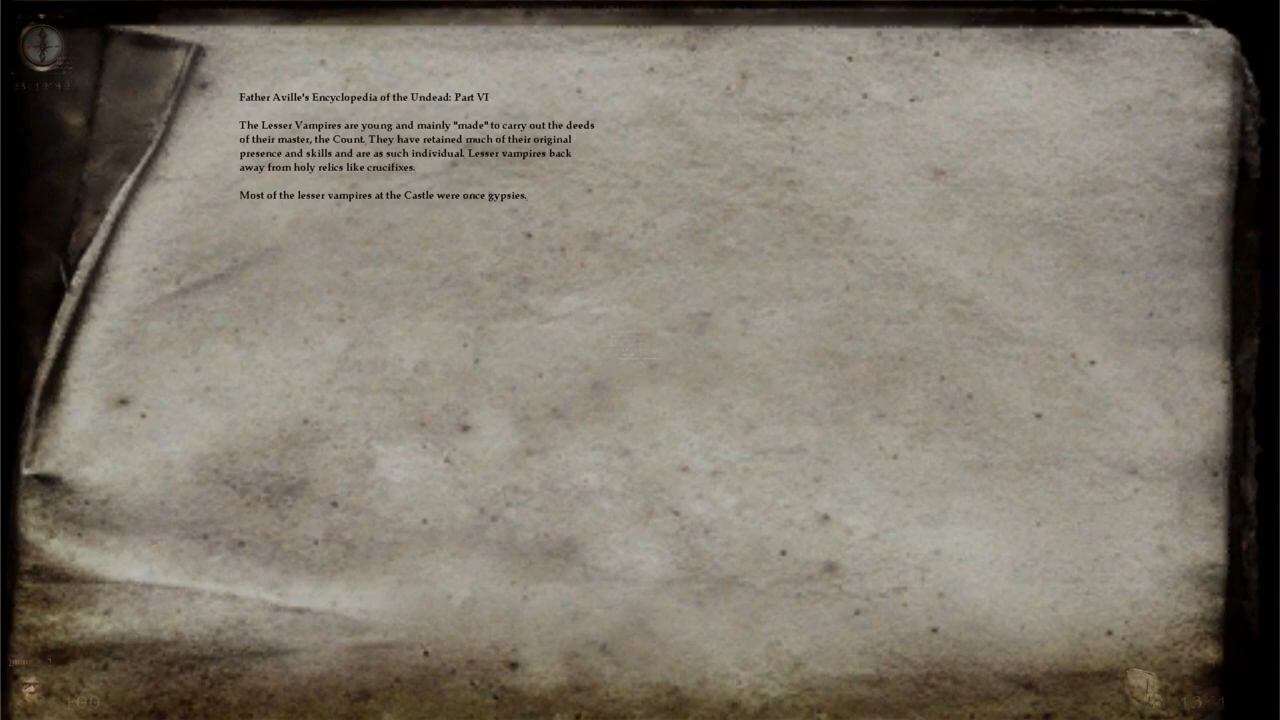 Father Aville's Encyclopedia of the Undead: Part VI
The Lesser Vampires are young and mainly "made" to carry out the deeds
of their master, the Count. They have retained much of their original
presence and skills and are as such individual. Lesser vampires back
away from holy relics like crucifixes.
Most of the lesser vampires at the Castle were once gypsies.